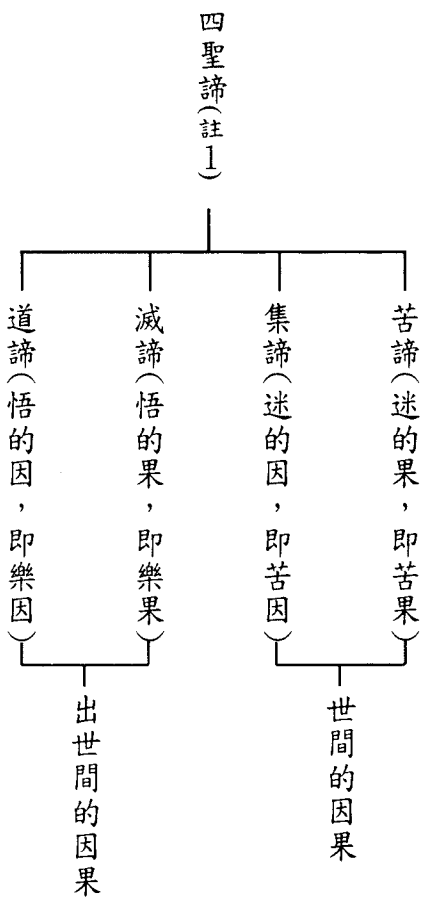 四聖諦(註1)
苦諦(迷的果，即苦果)
集諦(迷的因，即苦因)
滅諦(悟的果，即樂果)
道諦(悟的因，即樂因)
世間的因果
出世間的因果